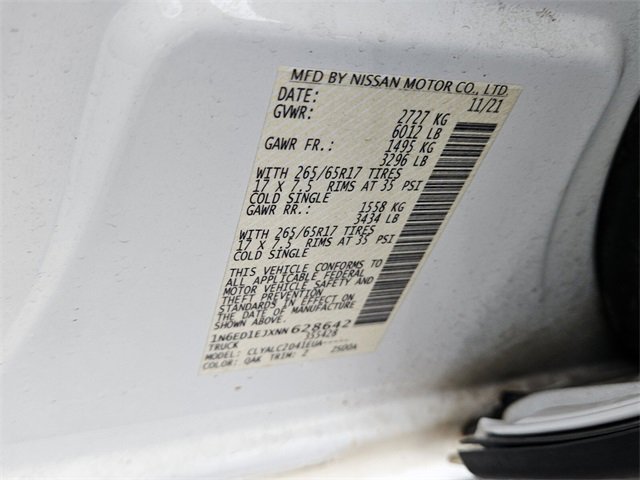 MFD BY NISSAN MOTOR CO., LTD.
DATE: 11/21
GVWR: 2727 KG
6012 LB
GAWR FR.: 1495 KG
3296 LB
WITH 265/65R17 TIRES
17 X 7.5 RIMS AT 35 PSI
COLD SINGLE
GAWR RR.: 1558 KG
3434 LB
WITH 265/65R17 TIRES
17 X 7.5 RIMS AT 35 PSI
COLD SINGLE
THIS VEHICLE CONFORMS TO
ALL APPLICABLE FEDERAL
MOTOR VEHICLE SAFETY AND
THEFT PREVENTION
STANDARDS IN EFFECT ON
THE DATE OF MANUFACTURE
SHOWN ABOVE.
1N6ED1EJXNN628642
TRUCK 355428
MODEL: CLYALC2D41EUA-----
COLOR: QAK TRIM: Z 2500A